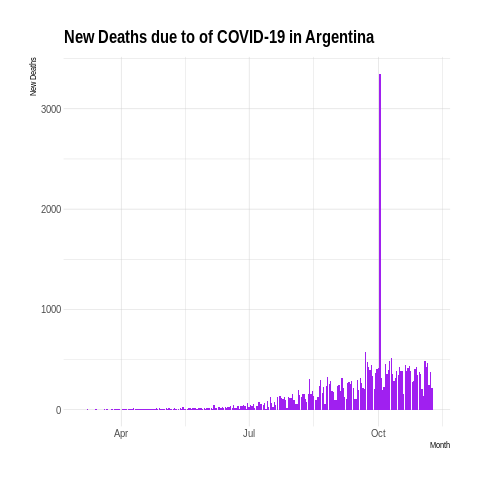 New Deaths due to of COVID-19 in Argentina
New Deaths
3000
2000
1000
0
Apr
Jul
Oct
Month